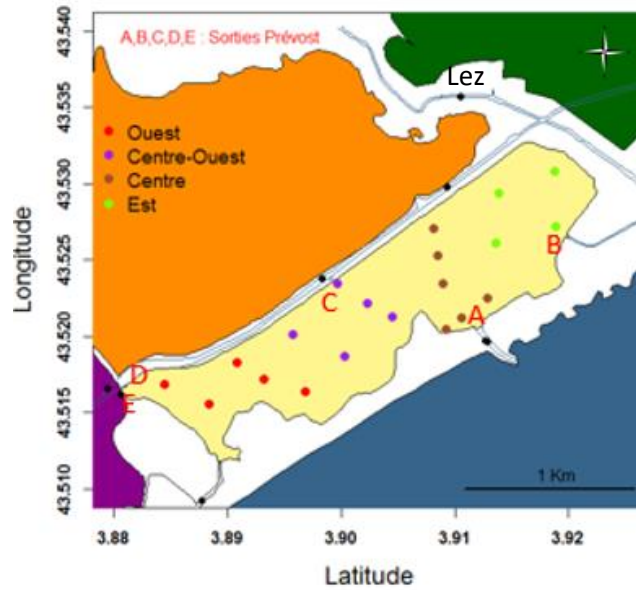 A,B,C,D,E : Sorties Prévost
Lez
Ouest
Centre-Ouest
Centre
Est
B
C
A
D
E
1 Km
43.540
43.535
43.530
43.525
43.520
43.515
43.510
Longitude
3.88 3.89 3.90 3.91 3.92
Latitude